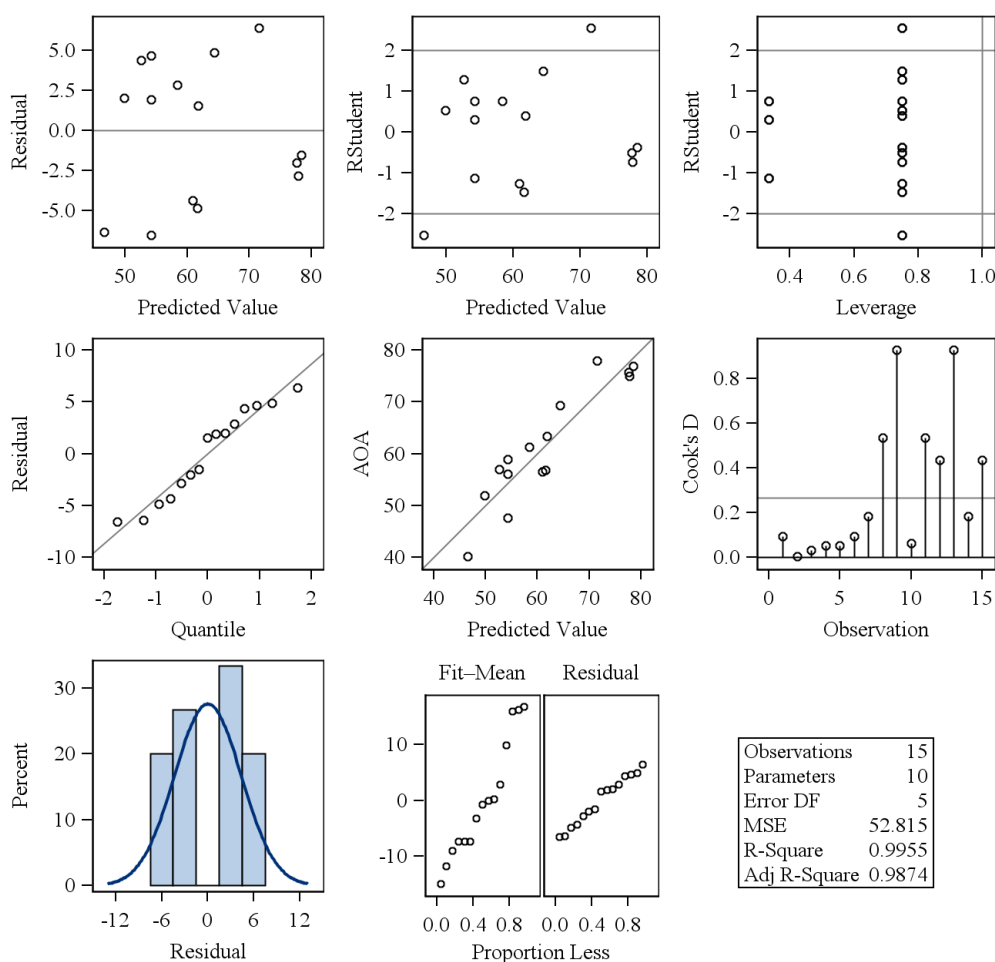 5.0
2.5
0.0
-2.5
-5.0
Residual
50 60 70 80
Predicted Value
2
1
0
-1
-2
RStudent
50 60 70 80
Predicted Value
2
1
0
-1
-2
RStudent
0.4 0.6 0.8 1.0
Leverage
10
5
0
-5
-10
Residual
-2 -1 0 1 2
Quantile
80
70
60
50
40
AOA
40 50 60 70 80
Predicted Value
0.8
0.6
0.4
0.2
0.0
Cook's D
0 5 10 15
Observation
30
20
10
0
Percent
-12 -6 0 6 12
Residual
Fit–Mean Residual
10
0
-10
0.0 0.4 0.8 0.0 0.4 0.8
Proportion Less
Observations 15
Parameters 10
Error DF 5
MSE 52.815
R-Square 0.9955
Adj R-Square 0.9874